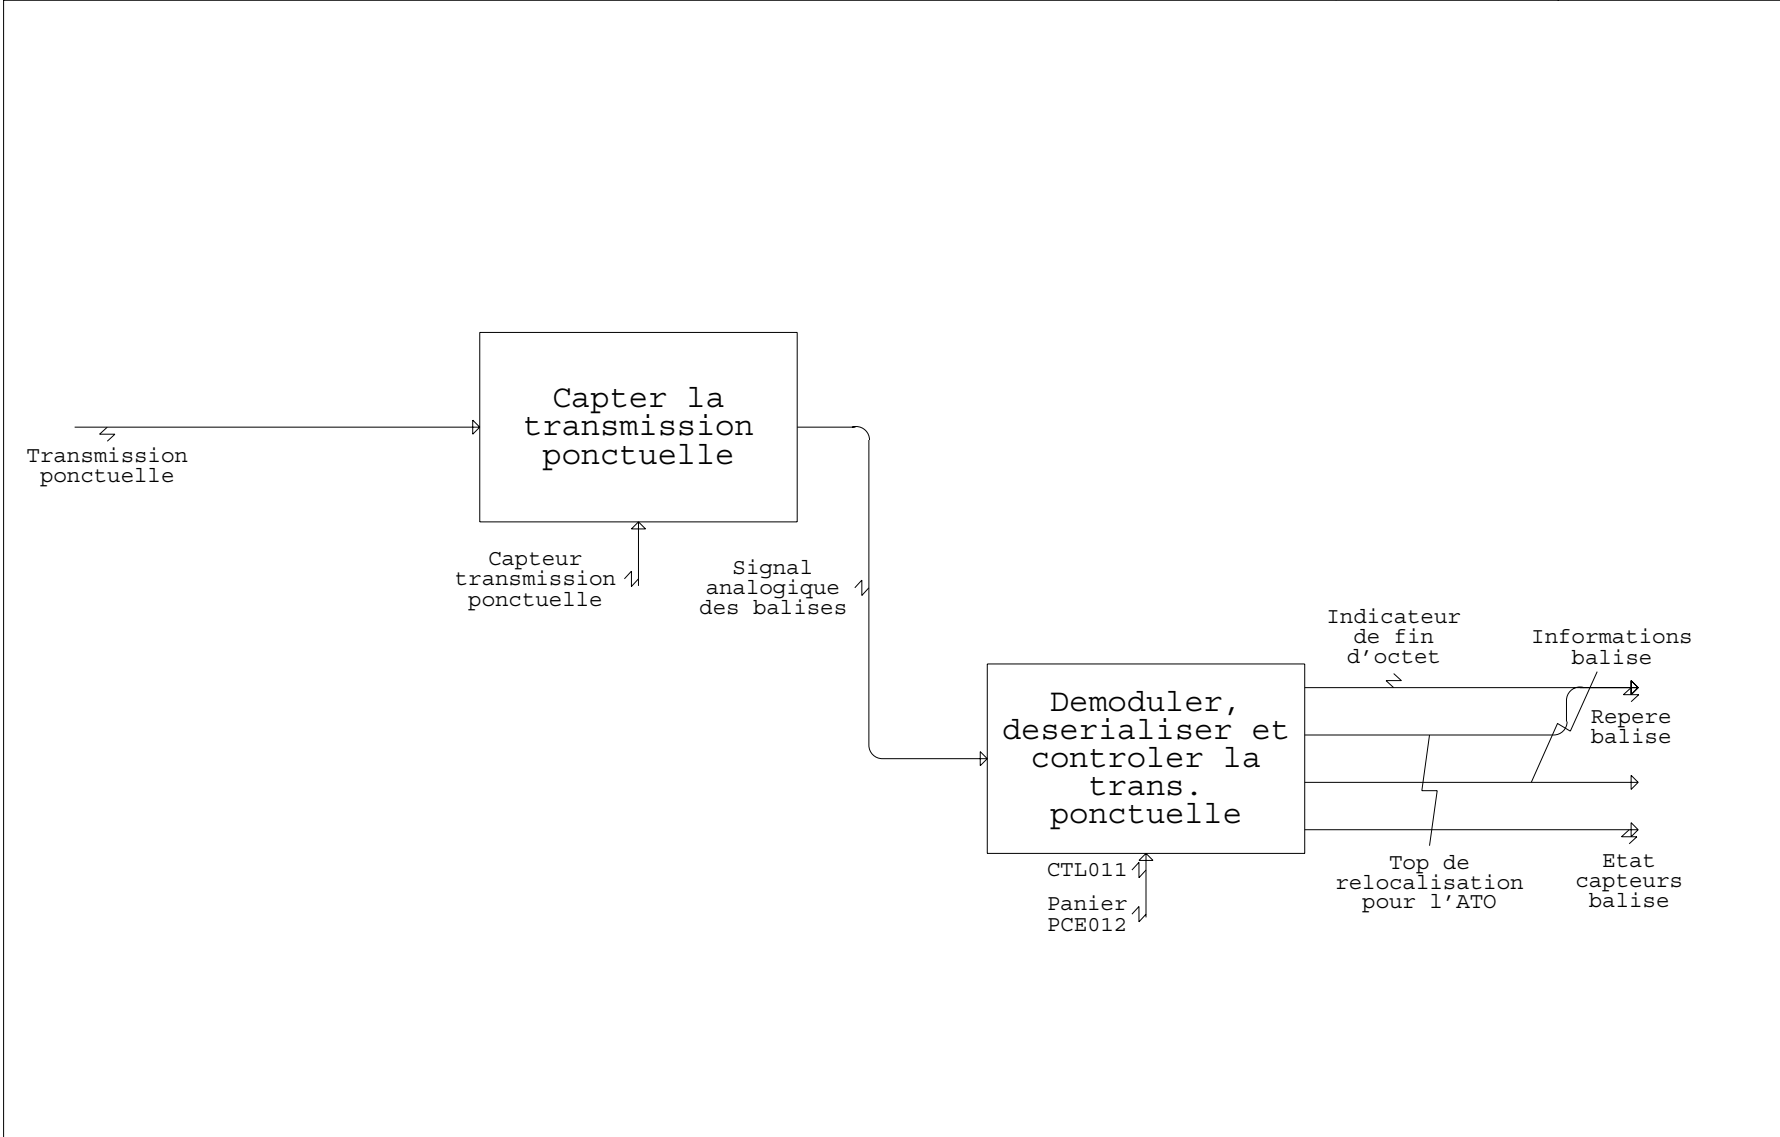 Capter la
transmission
ponctuelle
Transmission
ponctuelle
Capteur
transmission
ponctuelle
Signal
analogique
des balises
Indicateur
de fin
d'octet
Informations
balise
Demoduler,
deserialiser et
controler la
trans.
ponctuelle
Repere
balise
CTL011
Panier
PCE012
Top de
relocalisation
pour l'ATO
Etat
capteurs
balise